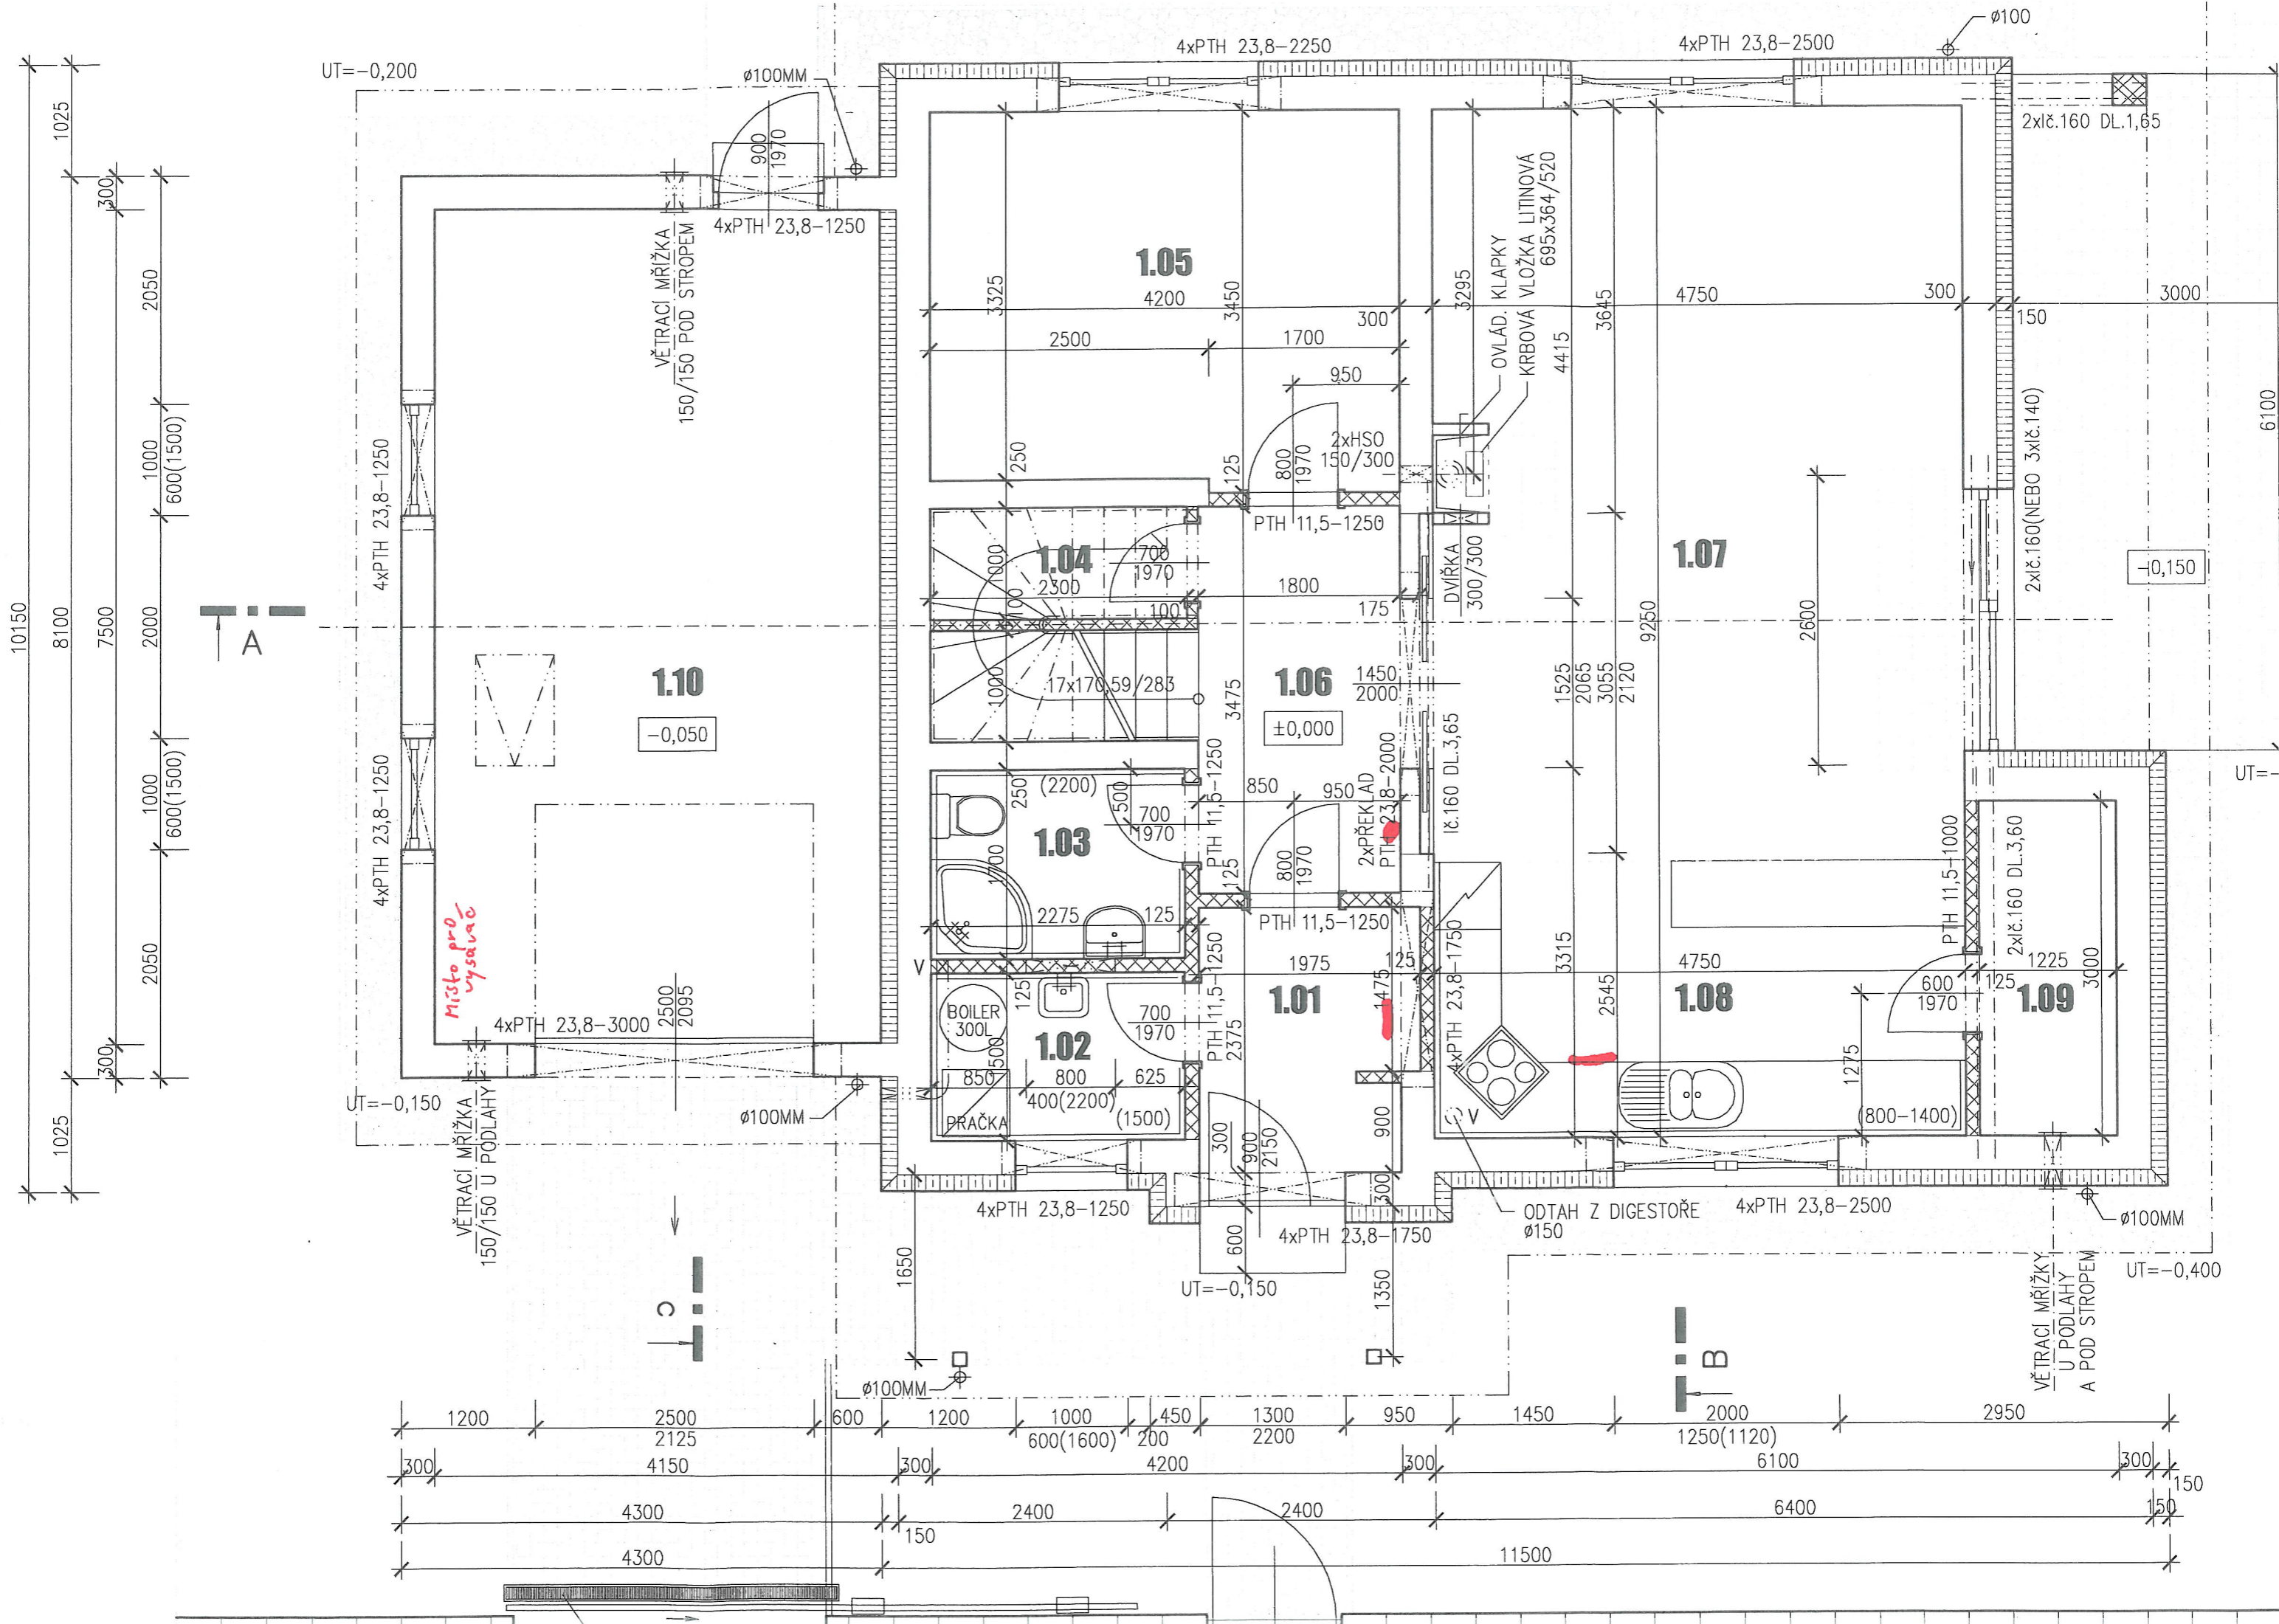 ø100
4xPTH 23,8-2250
4xPTH 23,8-2500
UT=-0,200
ø100MM
1025
900
1970
2xIč.160 DL.1,65
300
4xPTH 23,8-1250
VĚTRACÍ MŘÍŽKA
150/150 POD STROPEM
1.05
OVLÁD. KLAPKY
KRBOVÁ VLOŽKA LITINOVÁ
695x364/520
2050
3325
4200
3450
300
3295
4415
3645
4750
300
150
3000
2500
1700
950
6100
1000
600(1500)
4xPTH 23,8-1250
250
125
800
1970
2xHSO
150/300
PTH 11,5-1250
2xIč.160(NEBO 3xIč.140)
1.04
700
1970
2300
1000
100
100
1800
175
DVÍŘKA
300/300
1.07
-0,150
10150
8100
7500
2000
A
9250
2600
1.10
-0,050
1000
17x170,59/283
3475
1.06
±0,000
1450
2000
1525
2065
3055
2120
1000
600(1500)
4xPTH 23,8-1250
250
(2200)
500
700
1970
PTH 11,5-1250
850
950
2xPŘEKLAD
PTH 23,8-2000
Ič.160 DL.3,65
UT=-
1.03
1700
125
800
1970
PTH 11,5-1250
PTH 11,5-1000
2xIč.160 DL.3,60
Místo pro
vysávač
2050
2275
125
V
1975
125
1475
4xPTH 23,8-1750
3315
2545
4750
1.08
600
1970
125
1225
3000
1.09
4xPTH 23,8-3000
2500
2095
BOILER
300L
125
1.02
1500
700
1970
PTH 11,5-1250
2375
1.01
850
800
625
400(2200)
(1500)
PRAČKA
1275
(800-1400)
V
300
UT=-0,150
ø100MM
VĚTRACÍ MŘÍŽKA
150/150 U PODLAHY
1025
300
900
2150
900
300
4xPTH 23,8-1250
4xPTH 23,8-1750
ODTAH Z DIGESTOŘE
ø150
4xPTH 23,8-2500
ø100MM
1650
600
UT=-0,150
1350
UT=-0,400
VĚTRACÍ MŘÍŽKY
U PODLAHY
A POD STROPEM
C
B
ø100MM
1200
2500
2125
600
1200
1000
600(1600)
200
450
1300
2200
950
1450
2000
1250(1120)
2950
300
4150
300
4200
300
6100
300
150
4300
150
2400
2400
6400
150
4300
11500